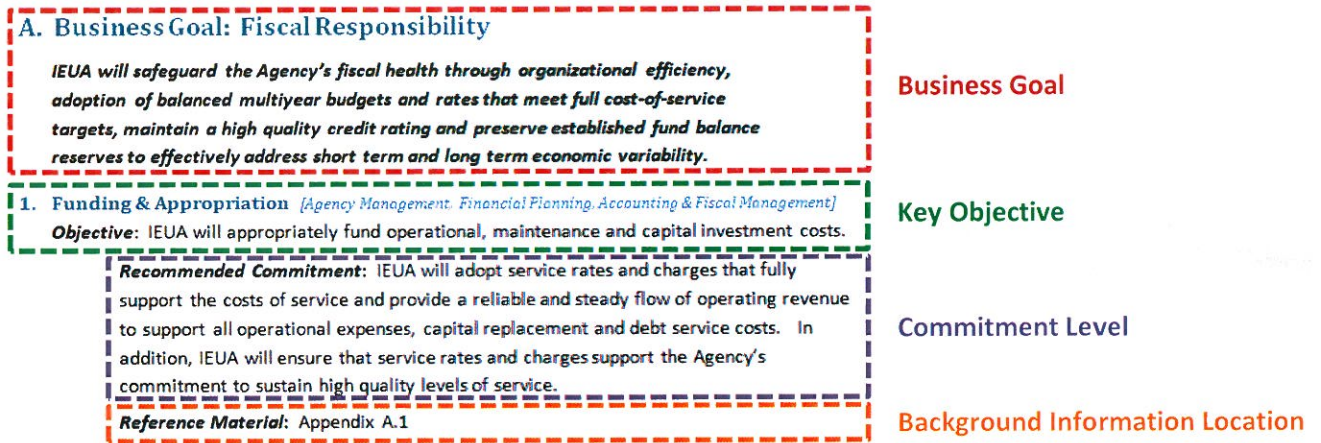 A. Business Goal: Fiscal Responsibility
IEUA will safeguard the Agency's fiscal health through organizational efficiency,
adoption of balanced multiyear budgets and rates that meet full cost-of-service
targets, maintain a high quality credit rating and preserve established fund balance
reserves to effectively address short term and long term economic variability.
Business Goal
1. Funding & Appropriation [Agency Management, Financial Planning, Accounting & Fiscal Management]
Objective: IEUA will appropriately fund operational, maintenance and capital investment costs.
Key Objective
Recommended Commitment: IEUA will adopt service rates and charges that fully
support the costs of service and provide a reliable and steady flow of operating revenue
to support all operational expenses, capital replacement and debt service costs. In
addition, IEUA will ensure that service rates and charges support the Agency's
commitment to sustain high quality levels of service.
Commitment Level
Reference Material: Appendix A.1
Background Information Location